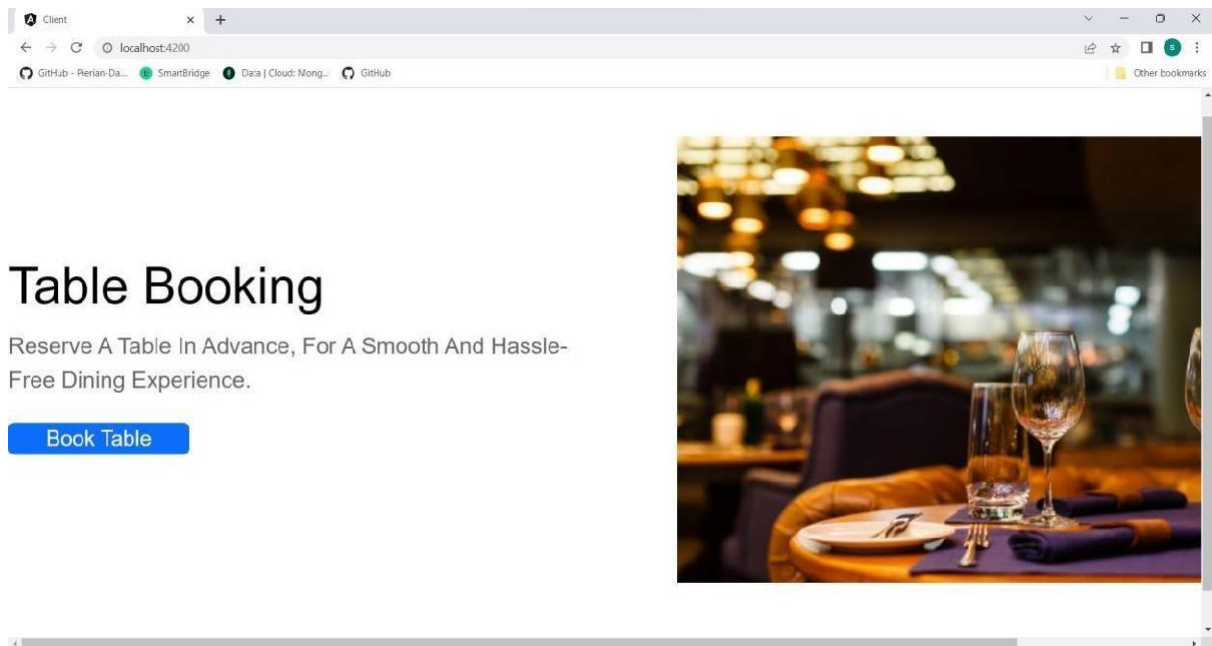 Client
localhost:4200
GitHub - Pierian-Da...
SmartBridge
Data | Cloud: Mong...
GitHub
Other bookmarks
Table Booking
Reserve A Table In Advance, For A Smooth And Hassle-
Free Dining Experience.
Book Table